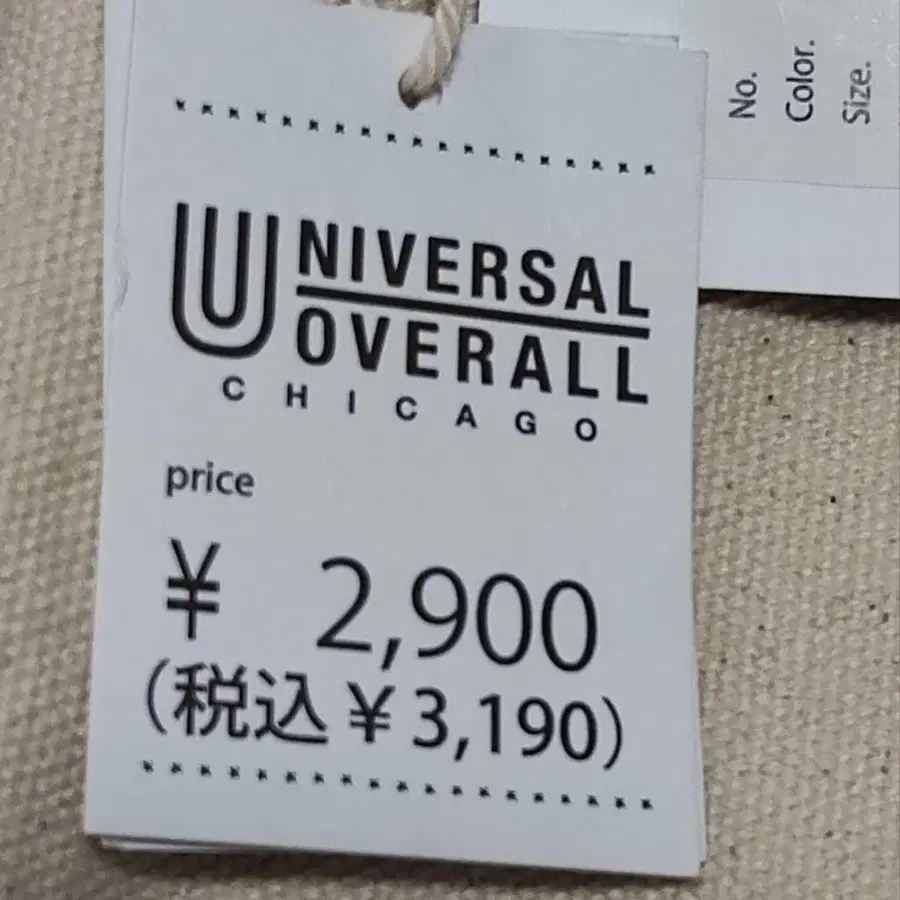 UNIVERSAL
OVERALL
CHICAGO
price
¥ 2,900
(税込¥3,190)
No.
Color.
Size.